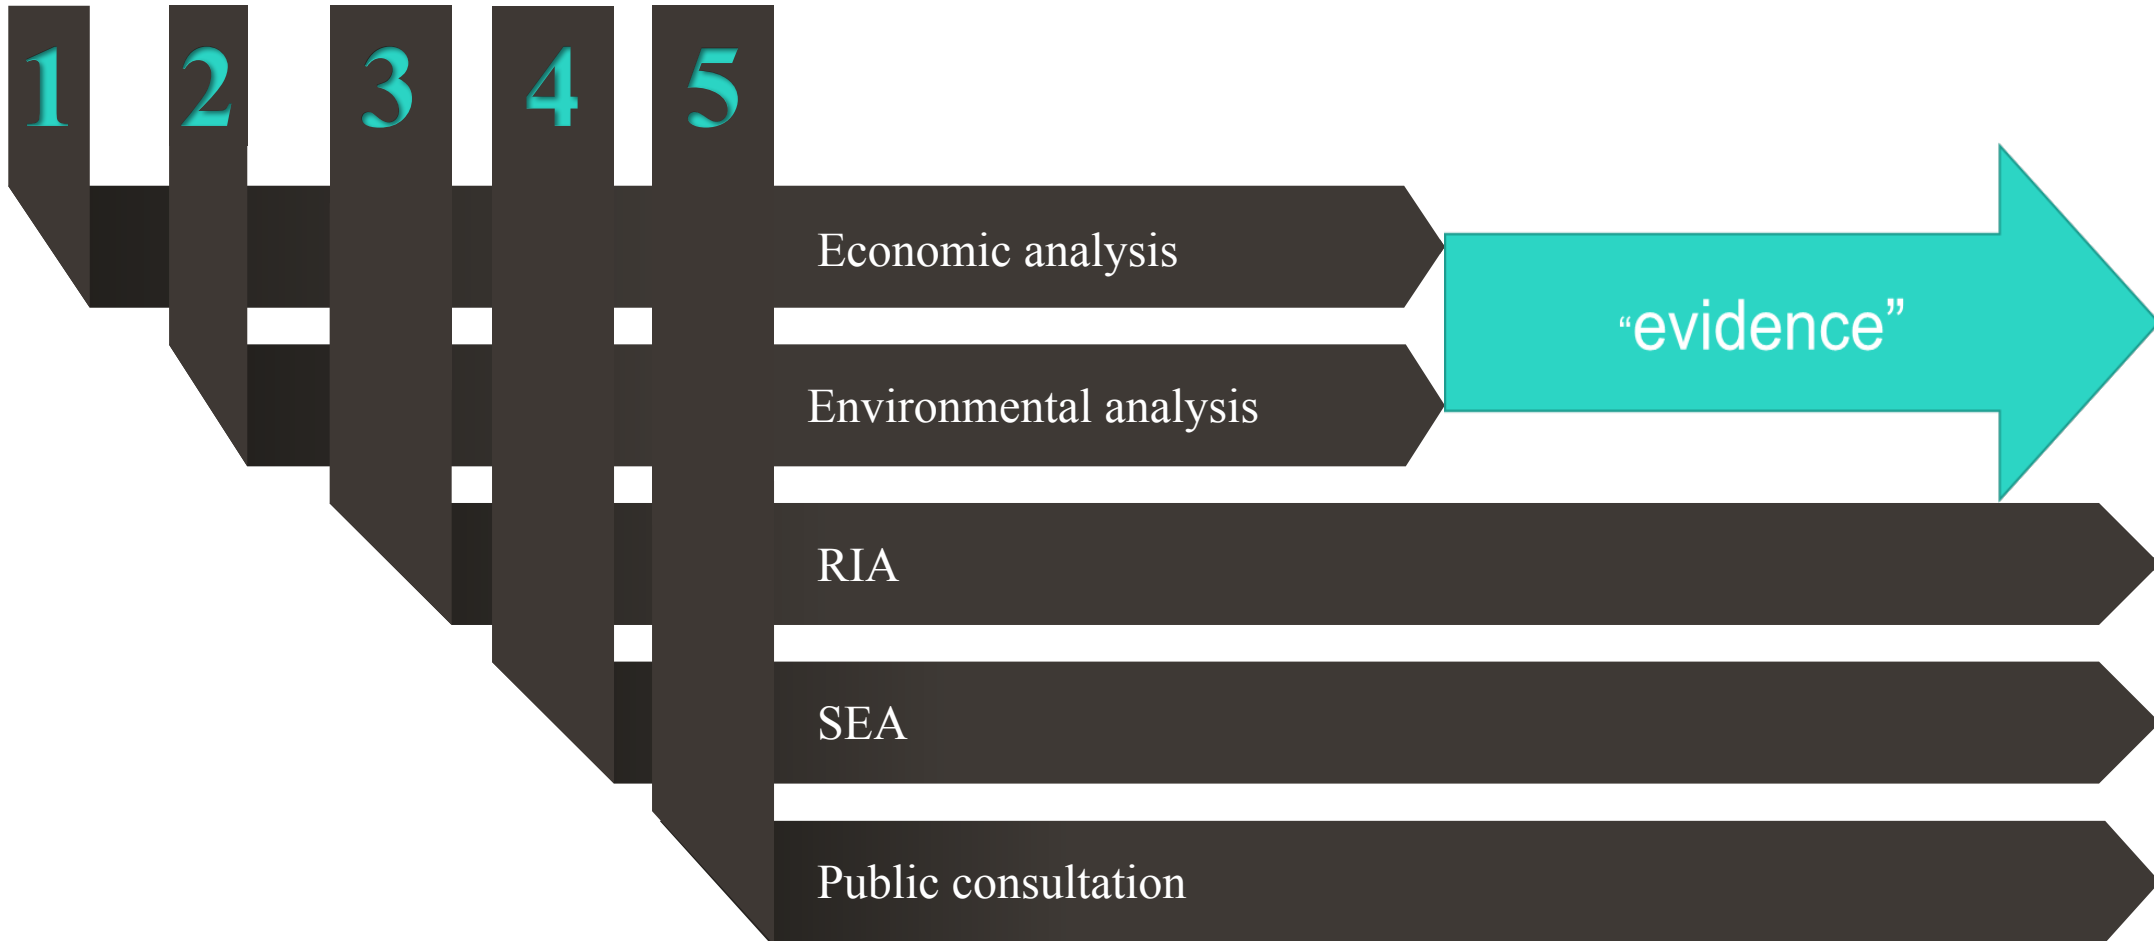 1 2 3 4 5
Economic analysis
“evidence”
Environmental analysis
RIA
SEA
Public consultation